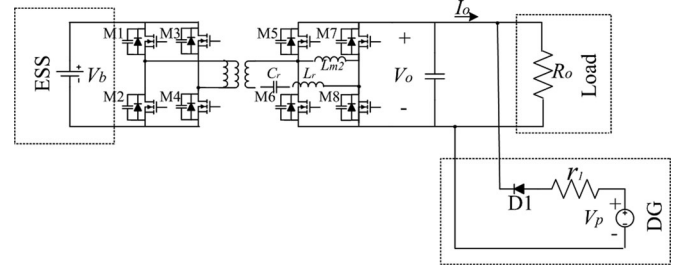 ESS
Vb
M1
M3
M2
M4
Cr
Lr
Lm2
M5
M7
M6
M8
Io
+
Vo
-
Ro
Load
D1
r1
+
Vp
-
DG